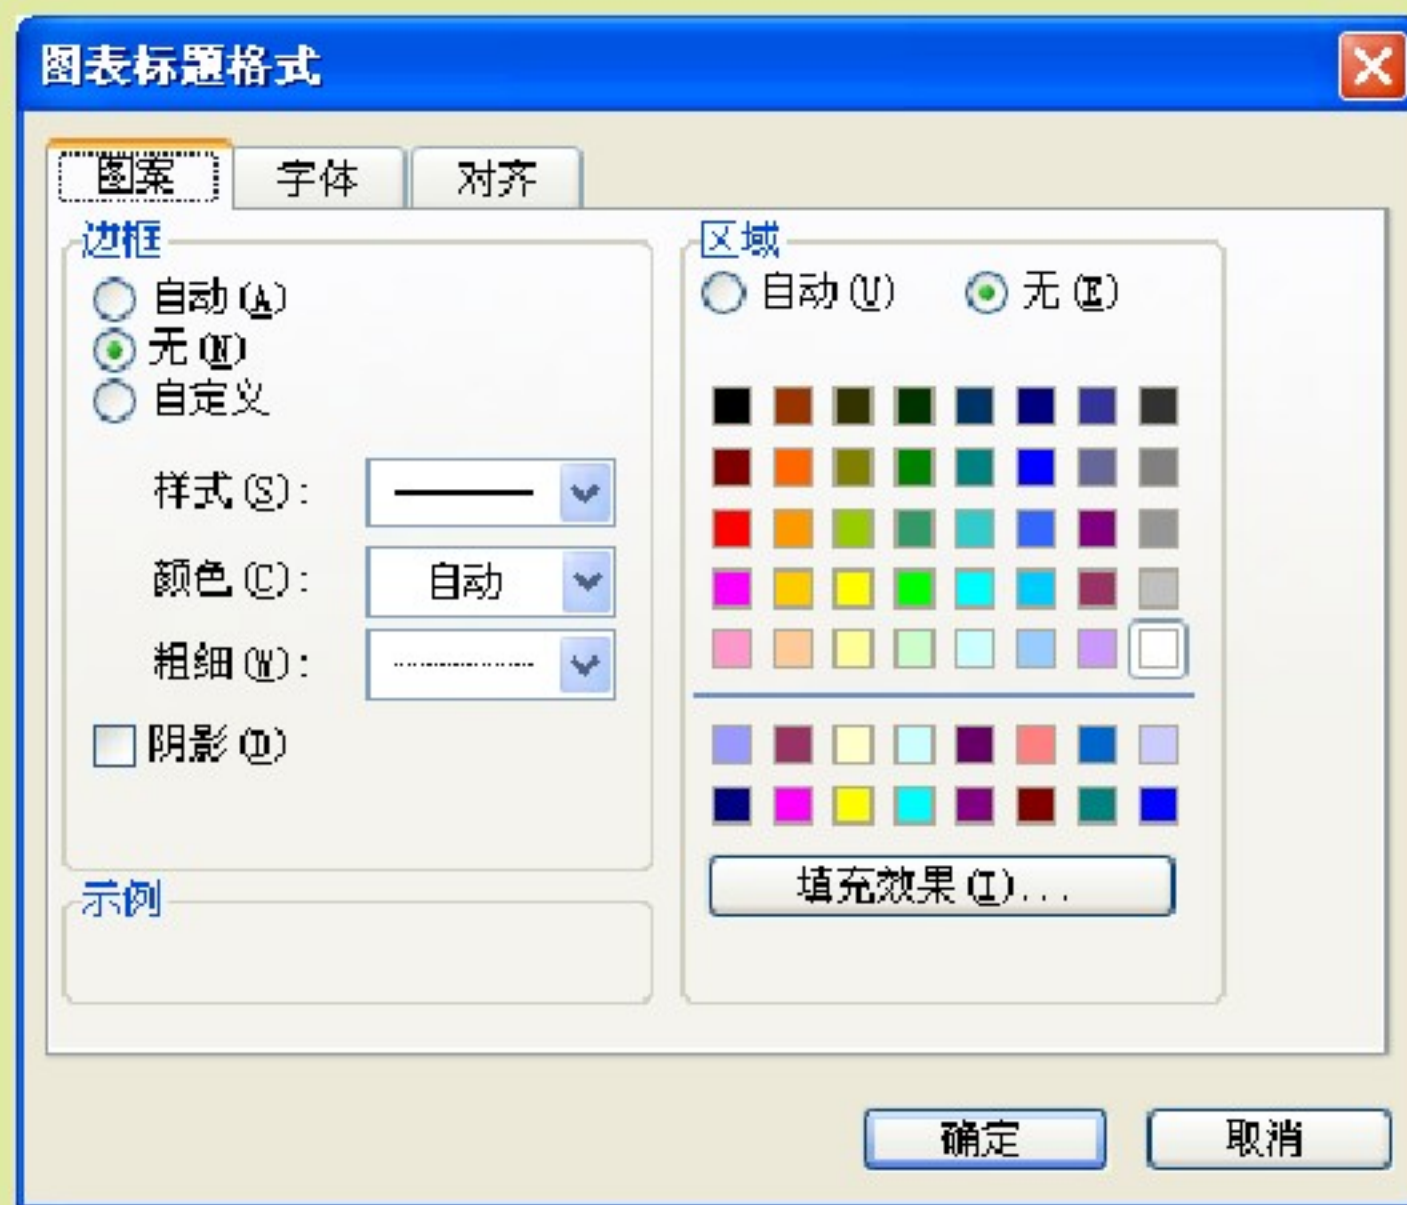 图表标题格式
图案 字体 对齐
边框
自动(A)
无(N)
自定义
样式(S):
颜色(C): 自动
粗细(W):
阴影(D)
示例
区域
自动(U) 无(E)
填充效果(I)...
确定 取消